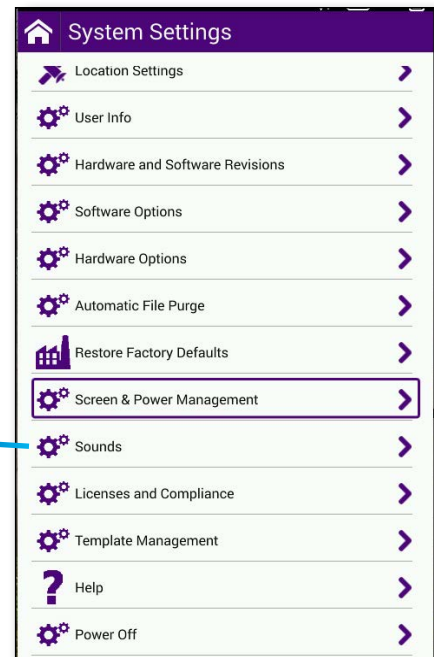 System Settings
Location Settings
User Info
Hardware and Software Revisions
Software Options
Hardware Options
Automatic File Purge
Restore Factory Defaults
Screen & Power Management
Sounds
Licenses and Compliance
Template Management
Help
Power Off